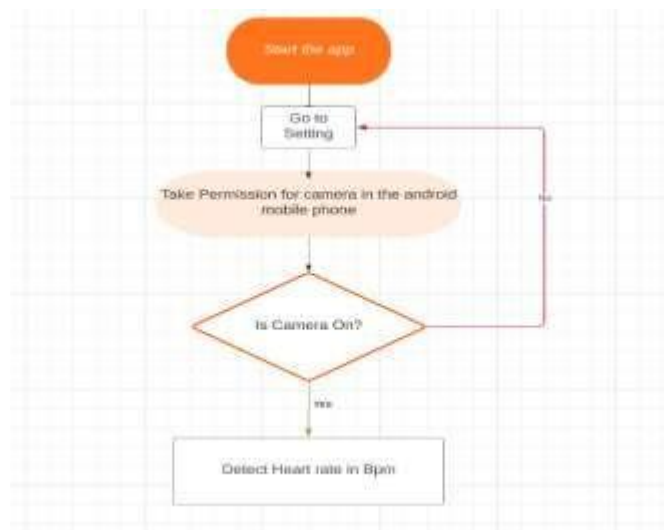 Start the app
Go to
Setting
Take Permission for camera in the android
mobile phone
Is Camera On?
Yes
Detect Heart rate in Bpm